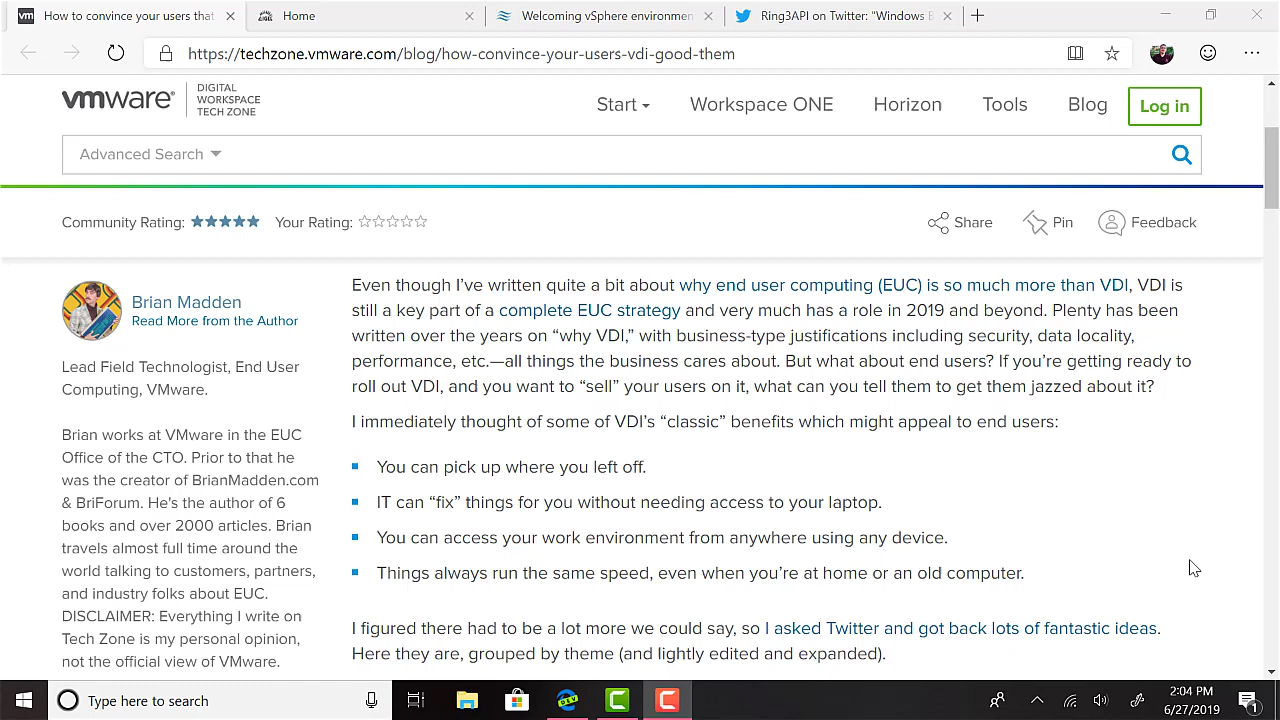 vm How to convince your users that
Home
Welcoming vSphere environmen
Ring3API on Twitter: "Windows E
https://techzone.vmware.com/blog/how-convince-your-users-vdi-good-them
vmware DIGITAL WORKSPACE TECH ZONE
Start Workspace ONE Horizon Tools Blog Log in
Advanced Search
Community Rating: Your Rating: Share Pin Feedback
Brian Madden
Read More from the Author
Lead Field Technologist, End User
Computing, VMware.
Brian works at VMware in the EUC
Office of the CTO. Prior to that he
was the creator of BrianMadden.com
& BriForum. He's the author of 6
books and over 2000 articles. Brian
travels almost full time around the
world talking to customers, partners,
and industry folks about EUC.
DISCLAIMER: Everything I write on
Tech Zone is my personal opinion,
not the official view of VMware.
Even though I've written quite a bit about why end user computing (EUC) is so much more than VDI, VDI is
still a key part of a complete EUC strategy and very much has a role in 2019 and beyond. Plenty has been
written over the years on “why VDI,” with business-type justifications including security, data locality,
performance, etc.—all things the business cares about. But what about end users? If you're getting ready to
roll out VDI, and you want to “sell” your users on it, what can you tell them to get them jazzed about it?
I immediately thought of some of VDI's “classic” benefits which might appeal to end users:
You can pick up where you left off.
IT can “fix” things for you without needing access to your laptop.
You can access your work environment from anywhere using any device.
Things always run the same speed, even when you're at home or an old computer.
I figured there had to be a lot more we could say, so I asked Twitter and got back lots of fantastic ideas.
Here they are, grouped by theme (and lightly edited and expanded).
Type here to search
DEV
2:04 PM
6/27/2019
1